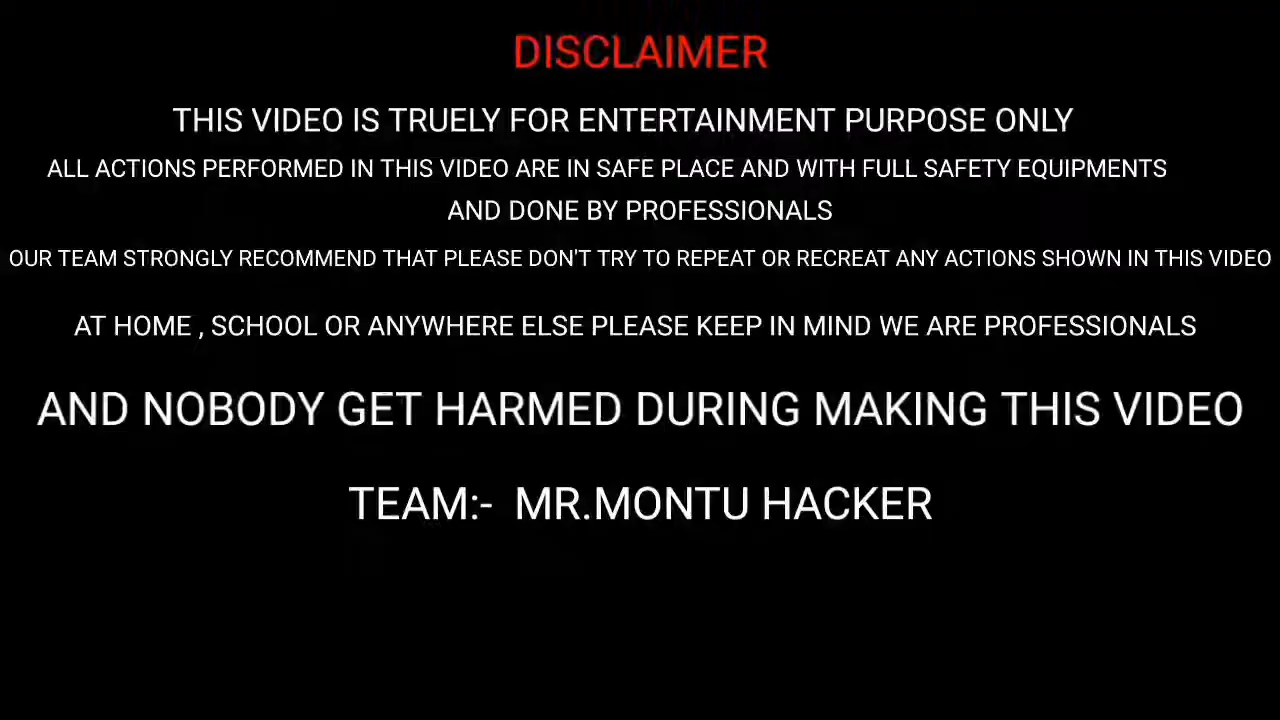 DISCLAIMER
THIS VIDEO IS TRUELY FOR ENTERTAINMENT PURPOSE ONLY
ALL ACTIONS PERFORMED IN THIS VIDEO ARE IN SAFE PLACE AND WITH FULL SAFETY EQUIPMENTS
AND DONE BY PROFESSIONALS
OUR TEAM STRONGLY RECOMMEND THAT PLEASE DON'T TRY TO REPEAT OR RECREAT ANY ACTIONS SHOWN IN THIS VIDEO
AT HOME , SCHOOL OR ANYWHERE ELSE PLEASE KEEP IN MIND WE ARE PROFESSIONALS
AND NOBODY GET HARMED DURING MAKING THIS VIDEO
TEAM:- MR.MONTU HACKER